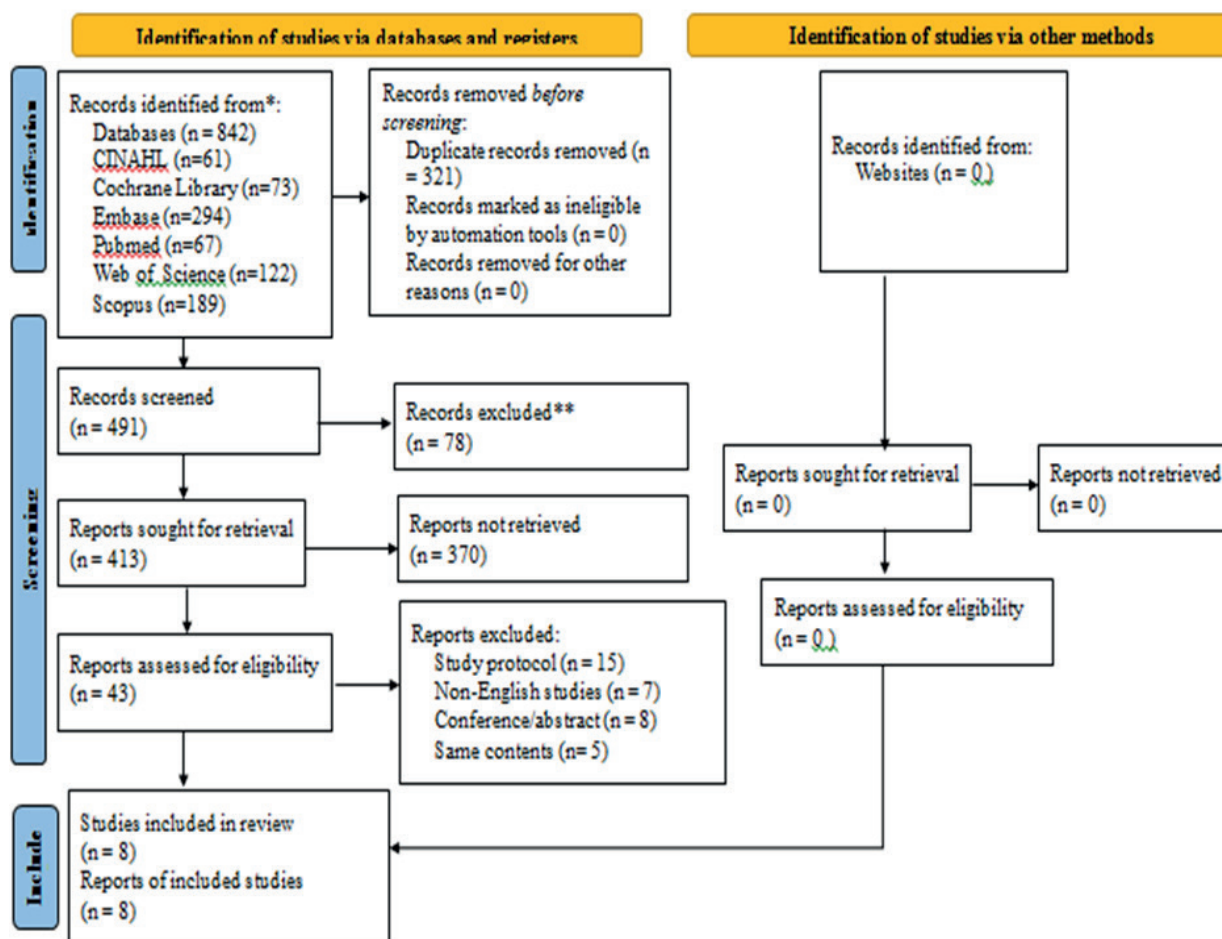 Identification of studies via databases and registers
Identification of studies via other methods
Identification
Records identified from*:
Databases (n = 842)
CINAHL (n=61)
Cochrane Library (n=73)
Embase (n=294)
Pubmed (n=67)
Web of Science (n=122)
Scopus (n=189)
Records removed before
screening:
Duplicate records removed (n
= 321)
Records marked as ineligible
by automation tools (n = 0)
Records removed for other
reasons (n = 0)
Records identified from:
Websites (n = 0 )
Screening
Records screened
(n = 491)
Records excluded**
(n = 78)
Reports sought for retrieval
(n = 413)
Reports not retrieved
(n = 370)
Reports sought for retrieval
(n = 0)
Reports not retrieved
(n = 0)
Reports assessed for eligibility
(n = 43)
Reports excluded:
Study protocol (n = 15)
Non-English studies (n = 7)
Conference/abstract (n = 8)
Same contents (n= 5)
Reports assessed for eligibility
(n = 0 )
Include
Studies included in review
(n = 8)
Reports of included studies
(n = 8)